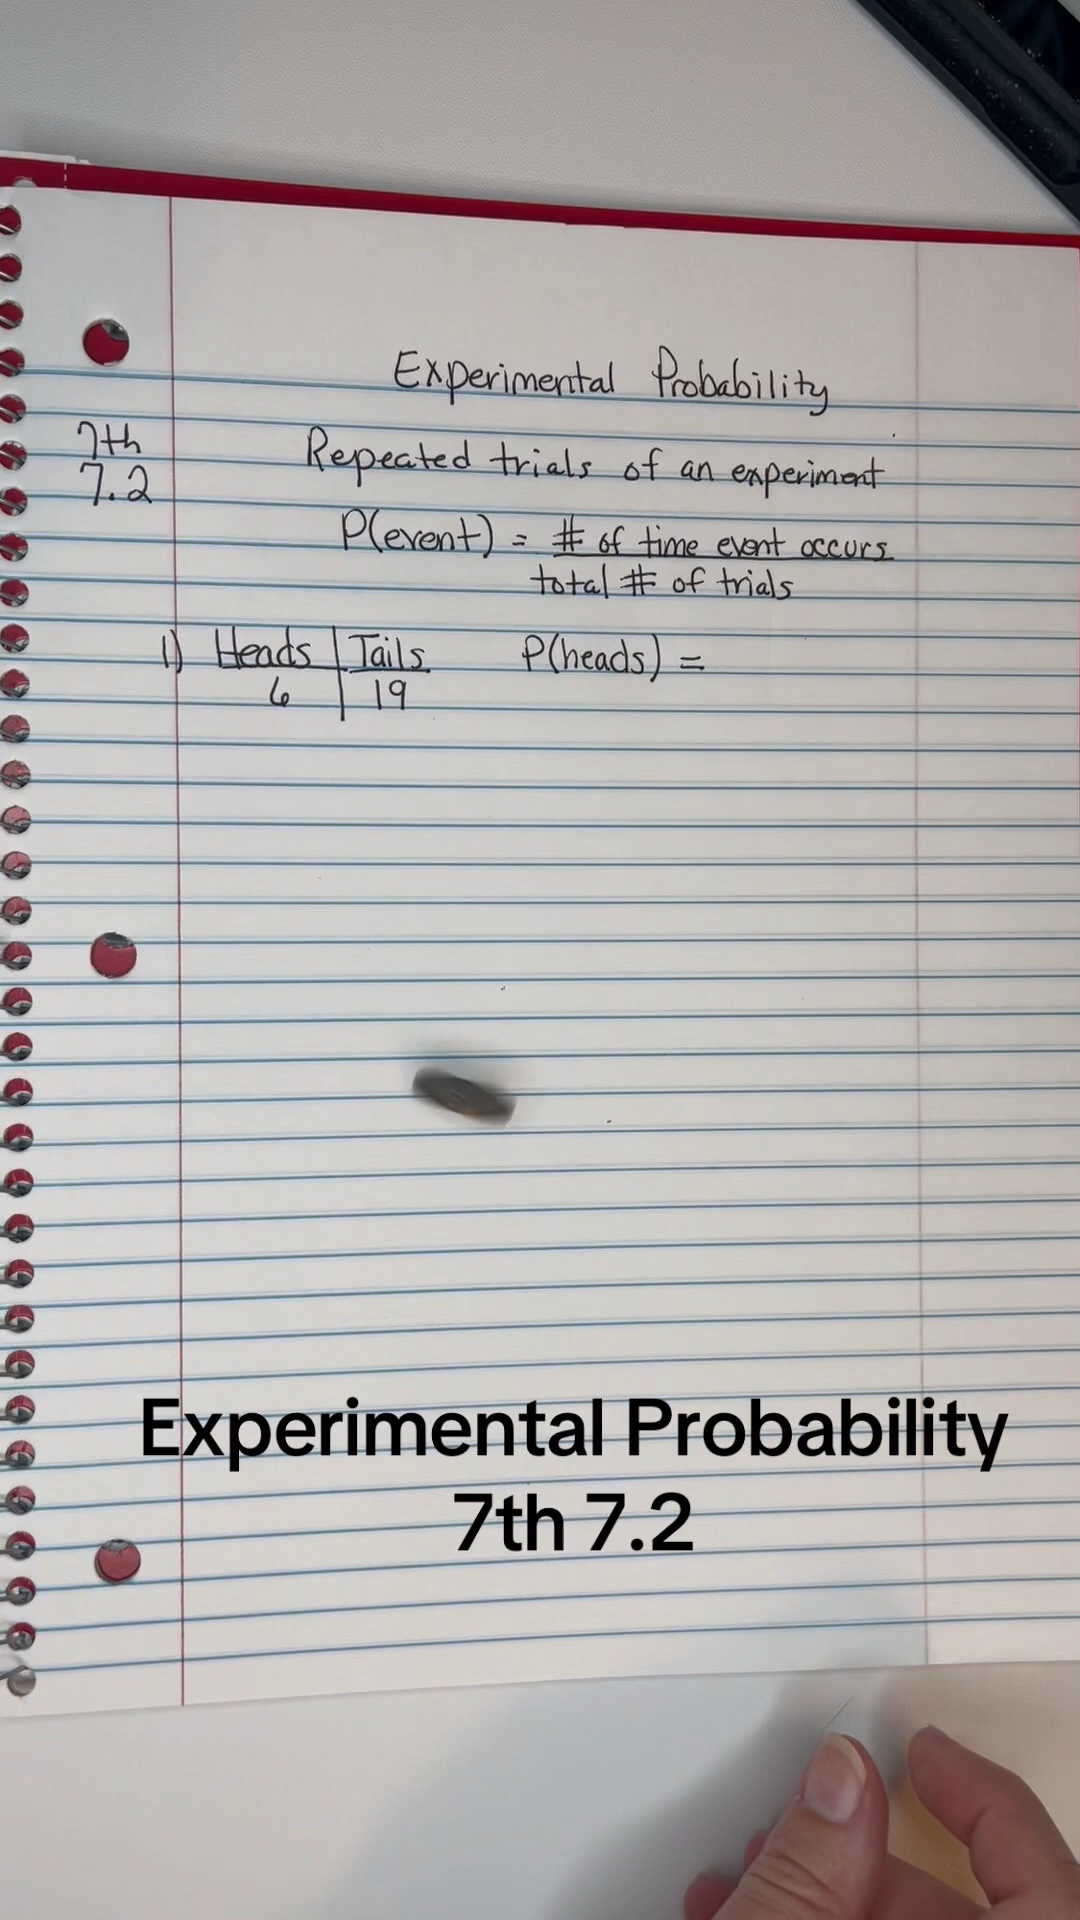 Experimental Probability
7th
7.2
Repeated trials of an experiment
P(event) = # of time event occurs
total # of trials
1) Heads | Tails P(heads) =
6 | 19
Experimental Probability
7th 7.2